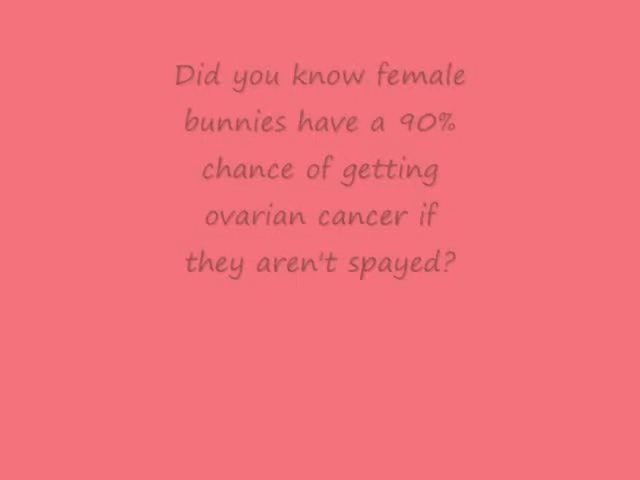 Did you know female
bunnies have a 90%
chance of getting
ovarian cancer if
they aren't spayed?